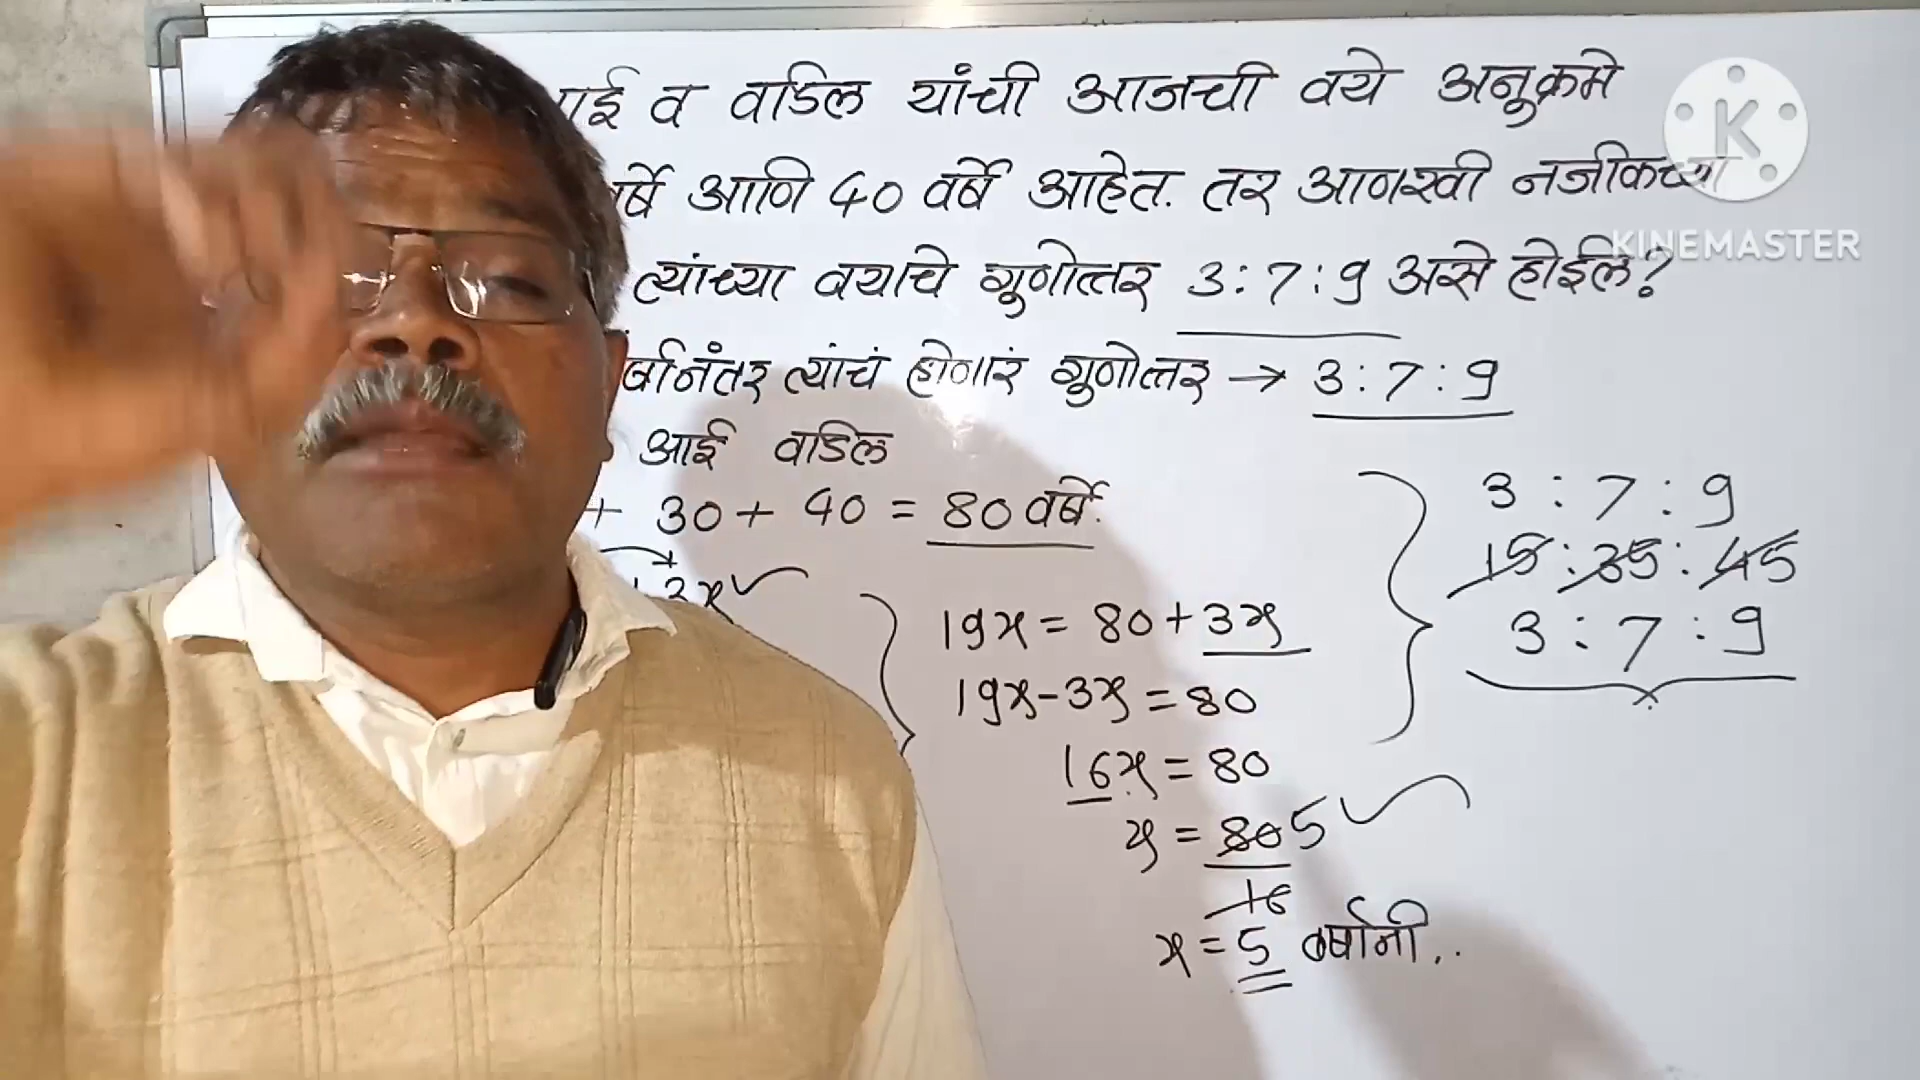 व वडिल यांची आजची वये अनुक्रमे
आणि 40 वर्षे आहेत. तर आणखी नजीकच्या
त्यांच्या वयाचे गुणोत्तर 3:7:9 असे होईल?
त्यांचं होणारं गुणोत्तर → 3:7:9
आई वडिल
+ 30 + 40 = 80 वर्षे.
3x
19x = 80+3x
19x-3x = 80
16x = 80
x = 80 5
16
x = 5 वर्षानी..
3 : 7 : 9
15 : 35 : 45
3 : 7 : 9
K
KINEMASTER